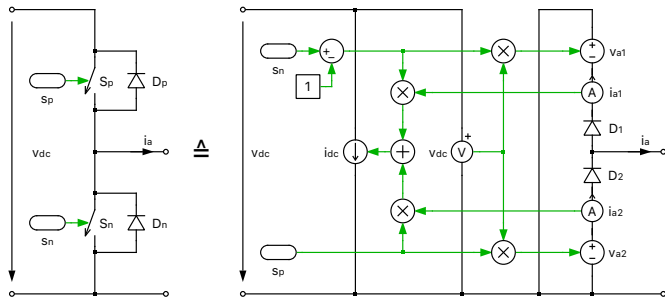 Sp
Dp
sp
ia
vdc
≙
Sn
Dn
sn
sn
+
−
1
×
×
+
−
va1
A
ia1
×
D1
vdc
idc
+
vdc
+
V
ia
D2
×
A
ia2
sp
×
+
−
va2